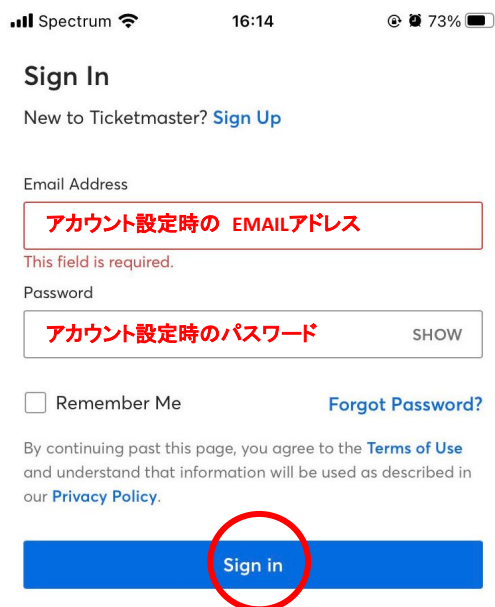 Spectrum 16:14 73%
Sign In
New to Ticketmaster? Sign Up
Email Address
アカウント設定時の EMAILアドレス
This field is required.
Password
アカウント設定時のパスワード SHOW
Remember Me Forgot Password?
By continuing past this page, you agree to the Terms of Use
and understand that information will be used as described in
our Privacy Policy.
Sign in